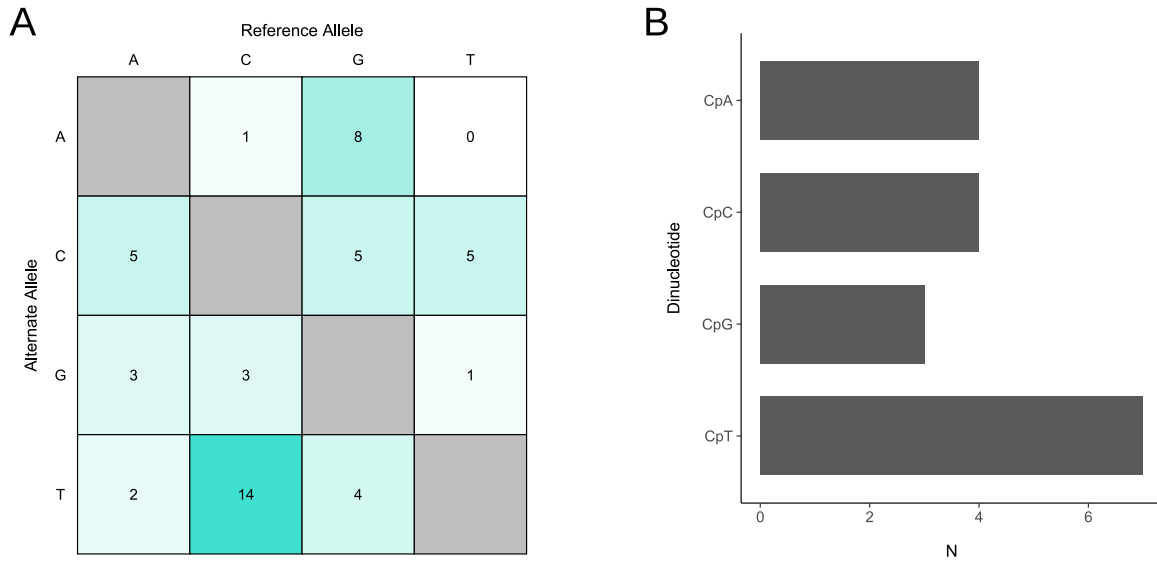 A
Reference Allele
A C G T
Alternate Allele
A 1 8 0
C 5 5 5
G 3 3 1
T 2 14 4
B
Dinucleotide
CpA
CpC
CpG
CpT
0 2 4 6
N